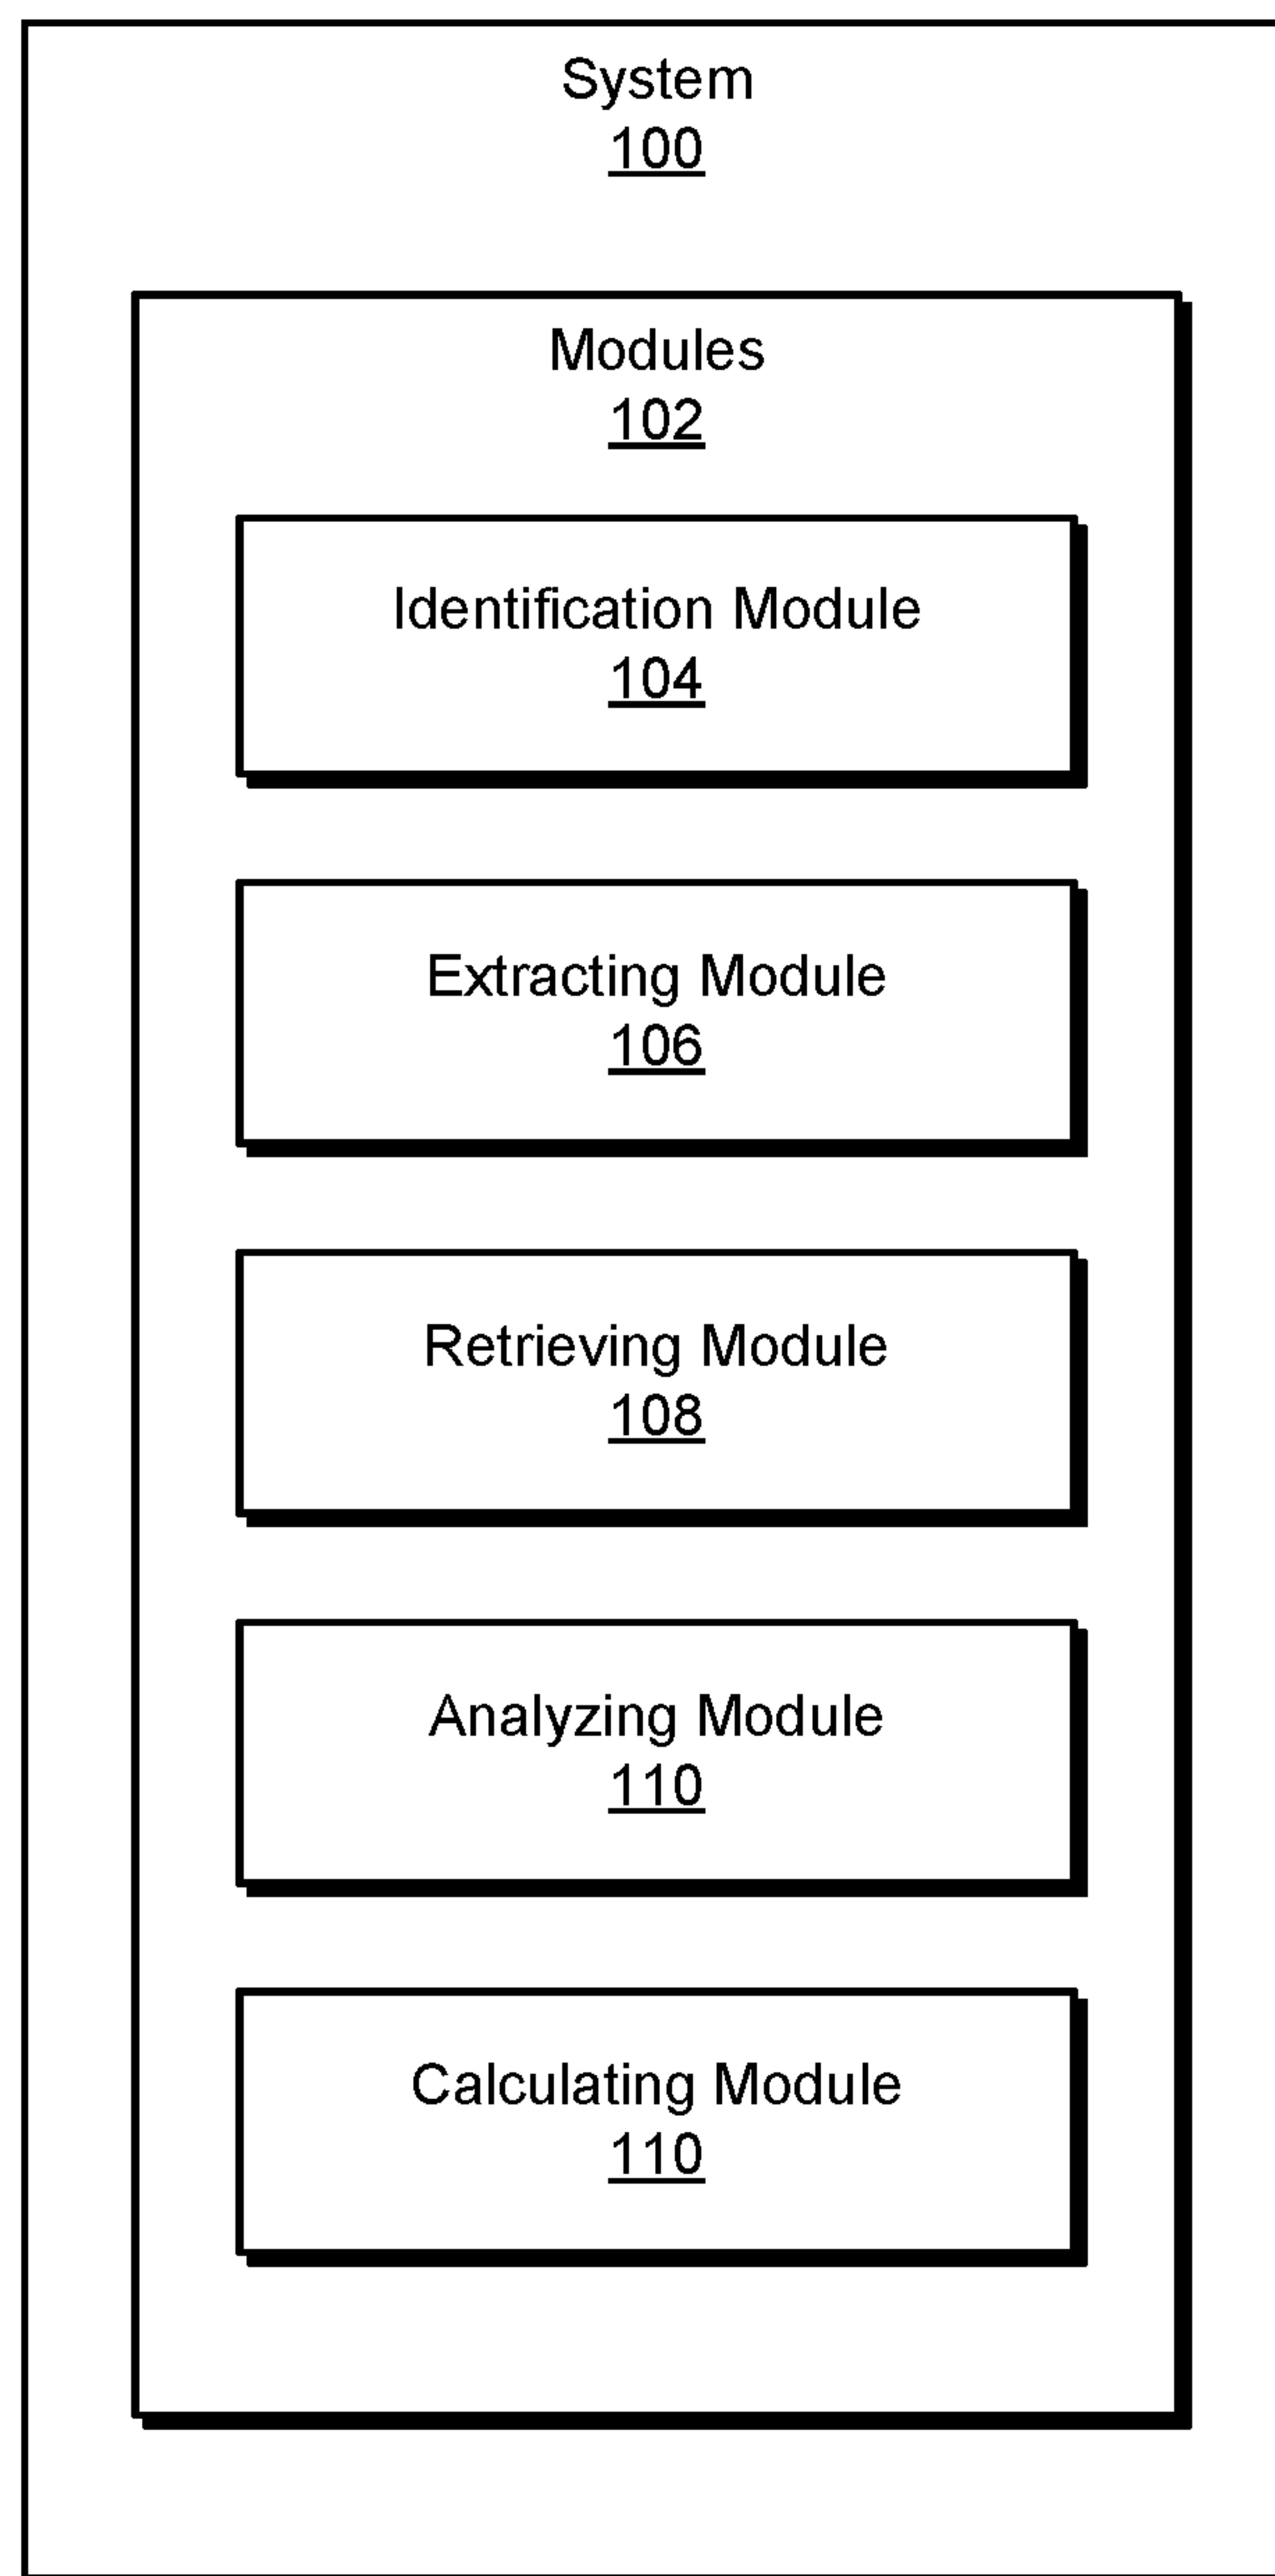 System
100
Modules
102
Identification Module
104
Extracting Module
106
Retrieving Module
108
Analyzing Module
110
Calculating Module
110